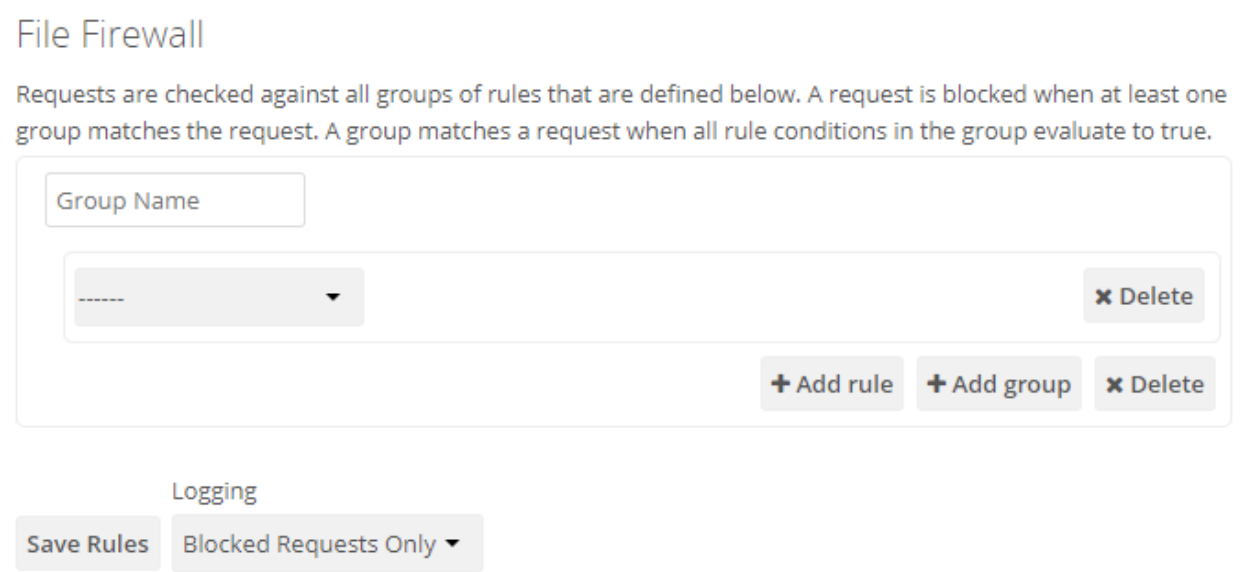 File Firewall
Requests are checked against all groups of rules that are defined below. A request is blocked when at least one
group matches the request. A group matches a request when all rule conditions in the group evaluate to true.
Group Name
------
Delete
Add rule
Add group
Delete
Logging
Save Rules
Blocked Requests Only